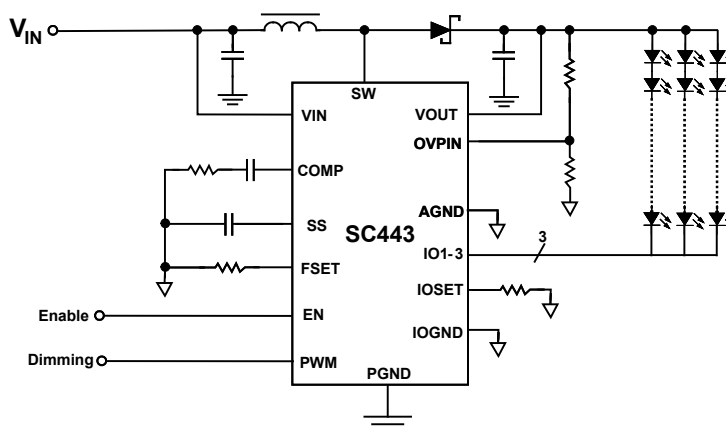 VIN
SW
VIN
VOUT
OVPIN
COMP
AGND
SS
SC443
3
IO1-3
FSET
IOSET
Enable
EN
IOGND
Dimming
PWM
PGND